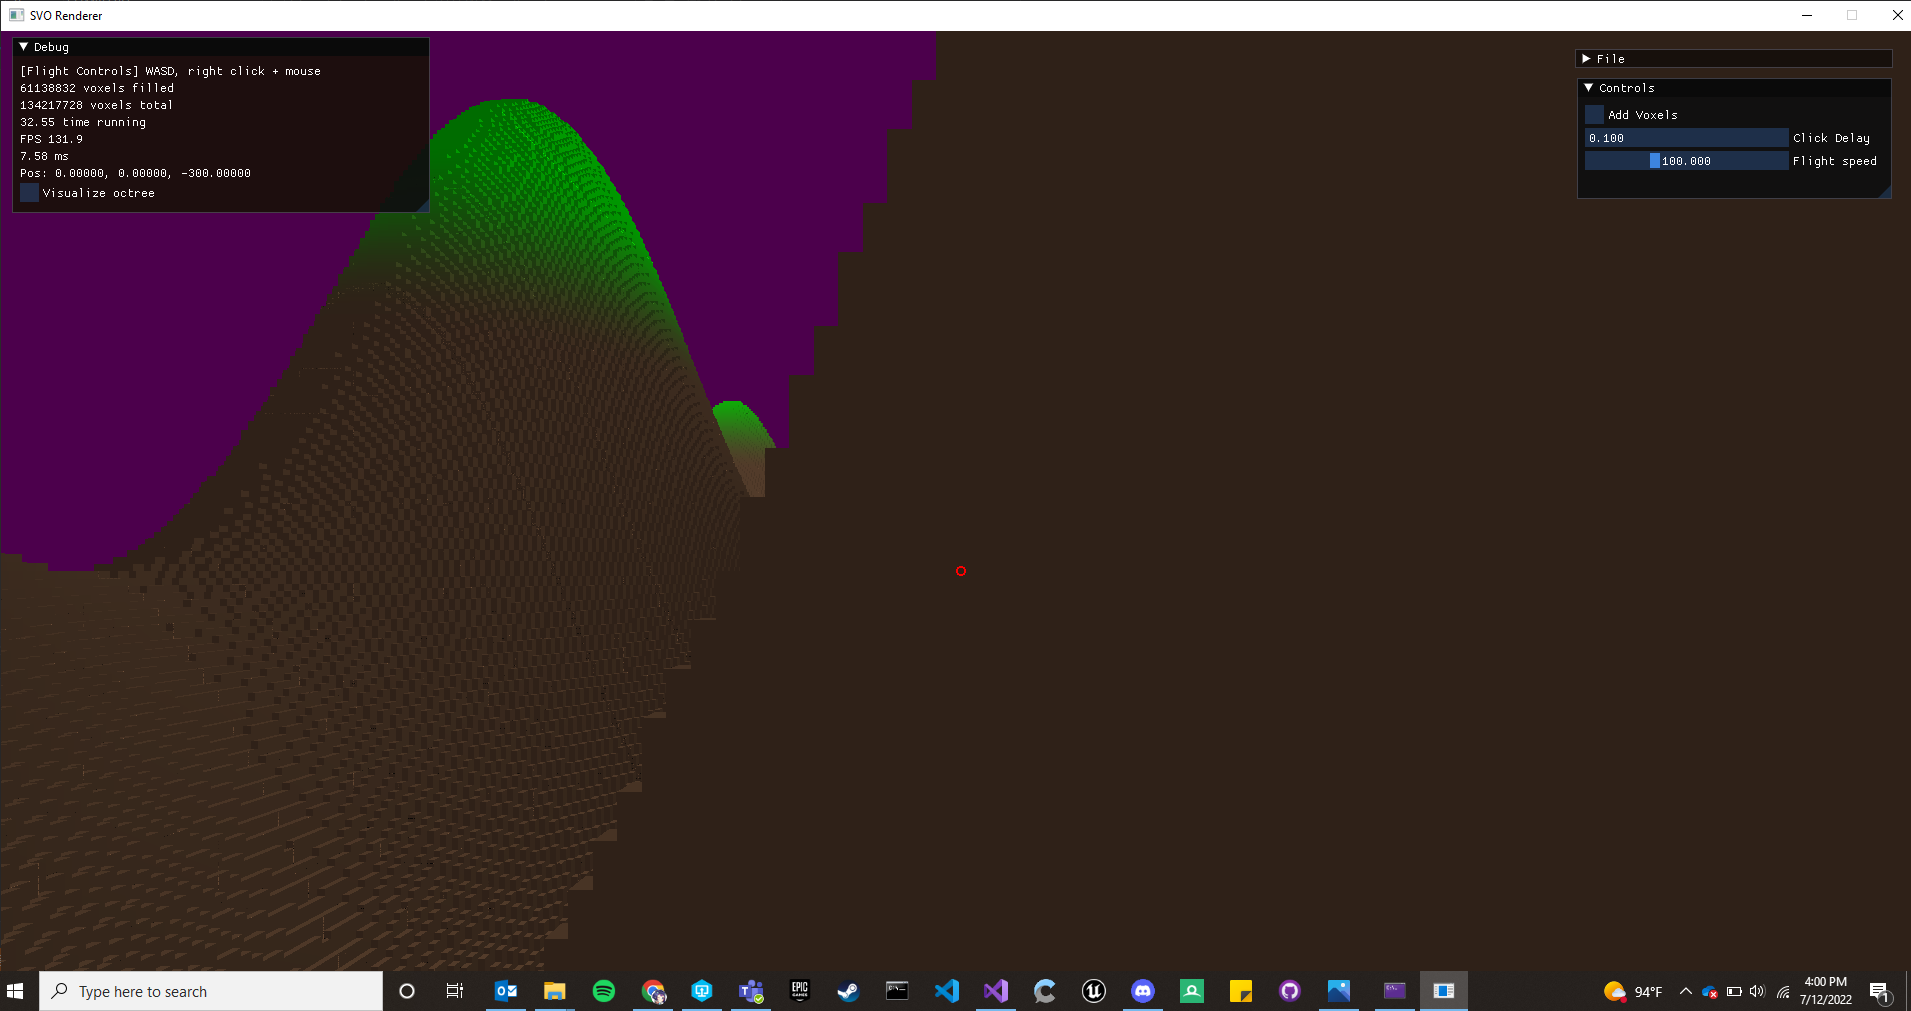 SVO Renderer
Debug
[Flight Controls] WASD, right click + mouse
61138832 voxels filled
134217728 voxels total
32.55 time running
FPS 131.9
7.58 ms
Pos: 0.00000, 0.00000, -300.00000
Visualize octree
File
Controls
Add Voxels
0.100 Click Delay
100.000 Flight speed
Type here to search
EPIC GAMES
94°F
4:00 PM
7/12/2022
1